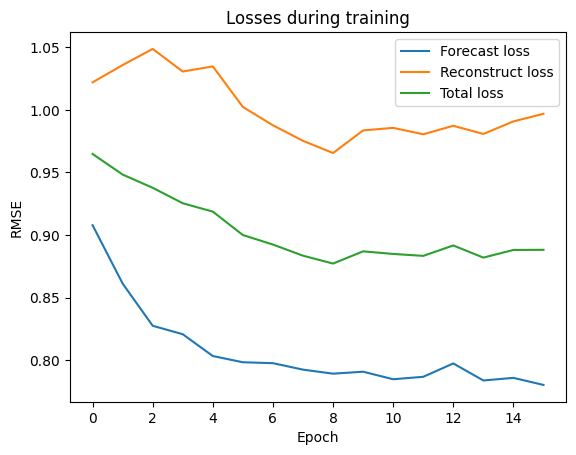 Losses during training
Forecast loss
Reconstruct loss
Total loss
1.05
1.00
0.95
0.90
0.85
0.80
RMSE
0 2 4 6 8 10 12 14
Epoch